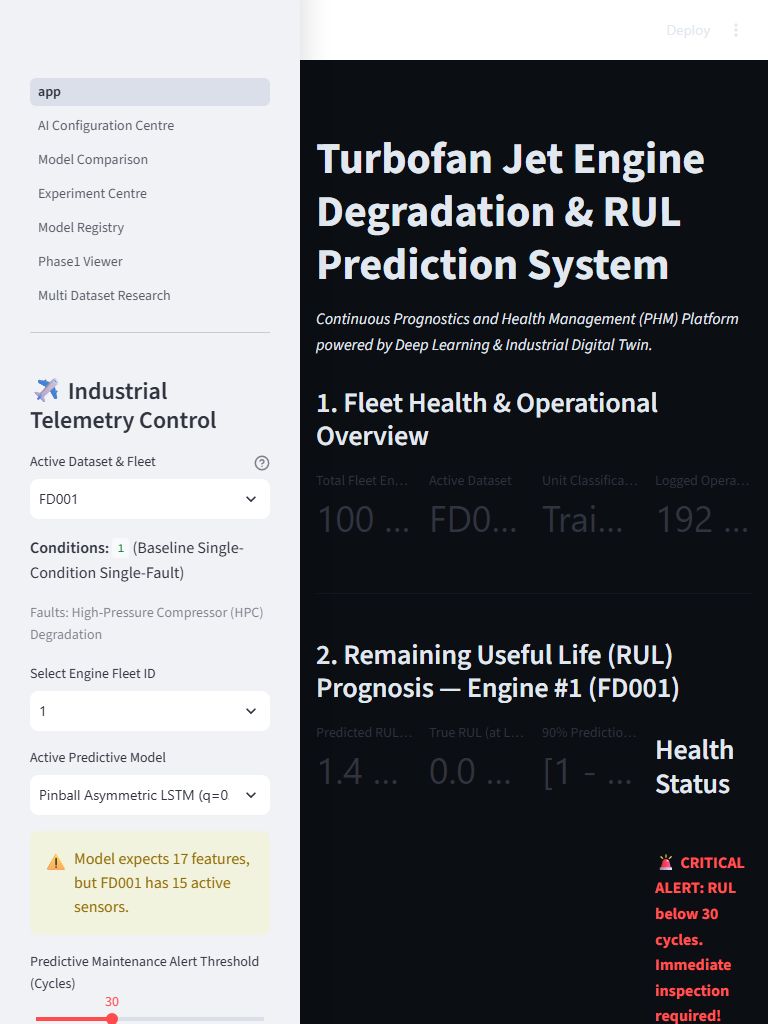 Deploy
app
AI Configuration Centre
Model Comparison
Experiment Centre
Model Registry
Phase1 Viewer
Multi Dataset Research
Industrial
Telemetry Control
Active Dataset & Fleet
FD001
Conditions: 1 (Baseline Single-
Condition Single-Fault)
Faults: High-Pressure Compressor (HPC)
Degradation
Select Engine Fleet ID
1
Active Predictive Model
Pinball Asymmetric LSTM (q=0.
Model expects 17 features,
but FD001 has 15 active
sensors.
Predictive Maintenance Alert Threshold
(Cycles)
30
Turbofan Jet Engine
Degradation & RUL
Prediction System
Continuous Prognostics and Health Management (PHM) Platform
powered by Deep Learning & Industrial Digital Twin.
1. Fleet Health & Operational
Overview
Total Fleet En… Active Dataset Unit Classifica… Logged Opera…
100 … FD0… Trai… 192 …
2. Remaining Useful Life (RUL)
Prognosis — Engine #1 (FD001)
Predicted RUL… True RUL (at L… 90% Predictio…
1.4 … 0.0 … [1 - …
Health
Status
CRITICAL
ALERT: RUL
below 30
cycles.
Immediate
inspection
required!